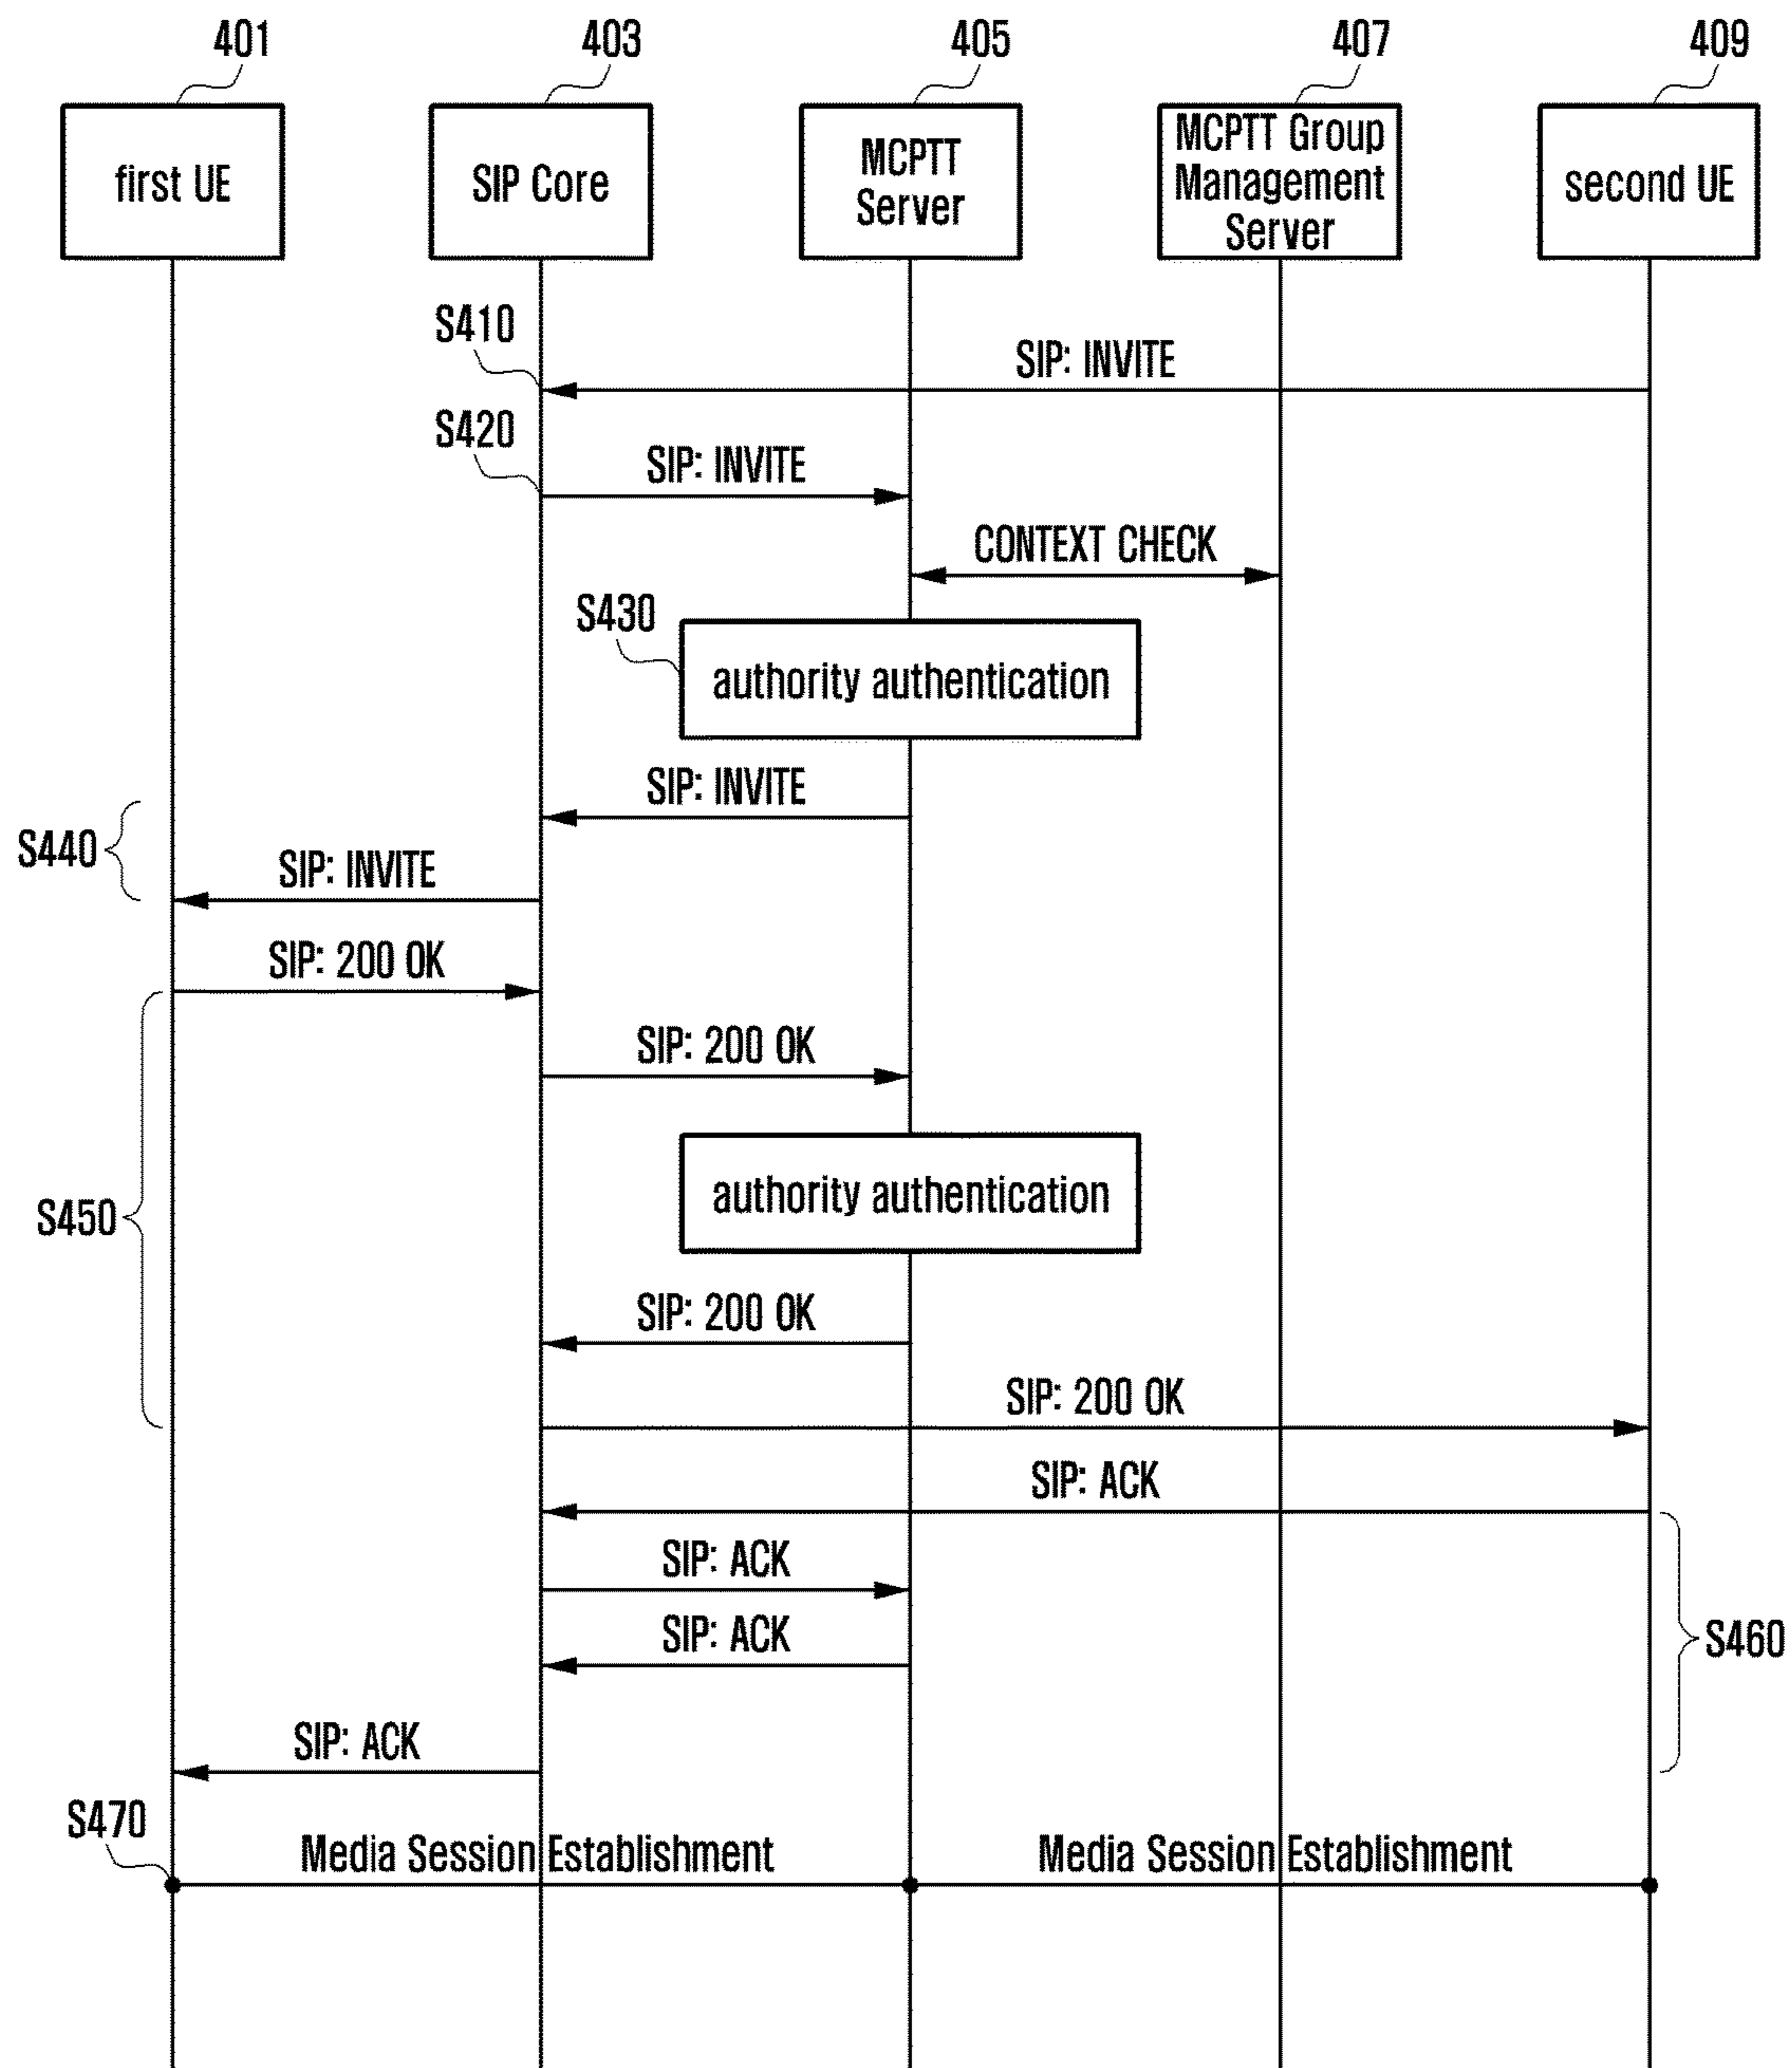 401
403
405
407
409
first UE
SIP Core
MCPTT
Server
MCPTT Group
Management
Server
second UE
S410
SIP: INVITE
S420
SIP: INVITE
CONTEXT CHECK
S430
authority authentication
SIP: INVITE
S440
SIP: INVITE
SIP: 200 OK
SIP: 200 OK
authority authentication
S450
SIP: 200 OK
SIP: 200 OK
SIP: ACK
SIP: ACK
SIP: ACK
S460
SIP: ACK
S470
Media Session Establishment
Media Session Establishment